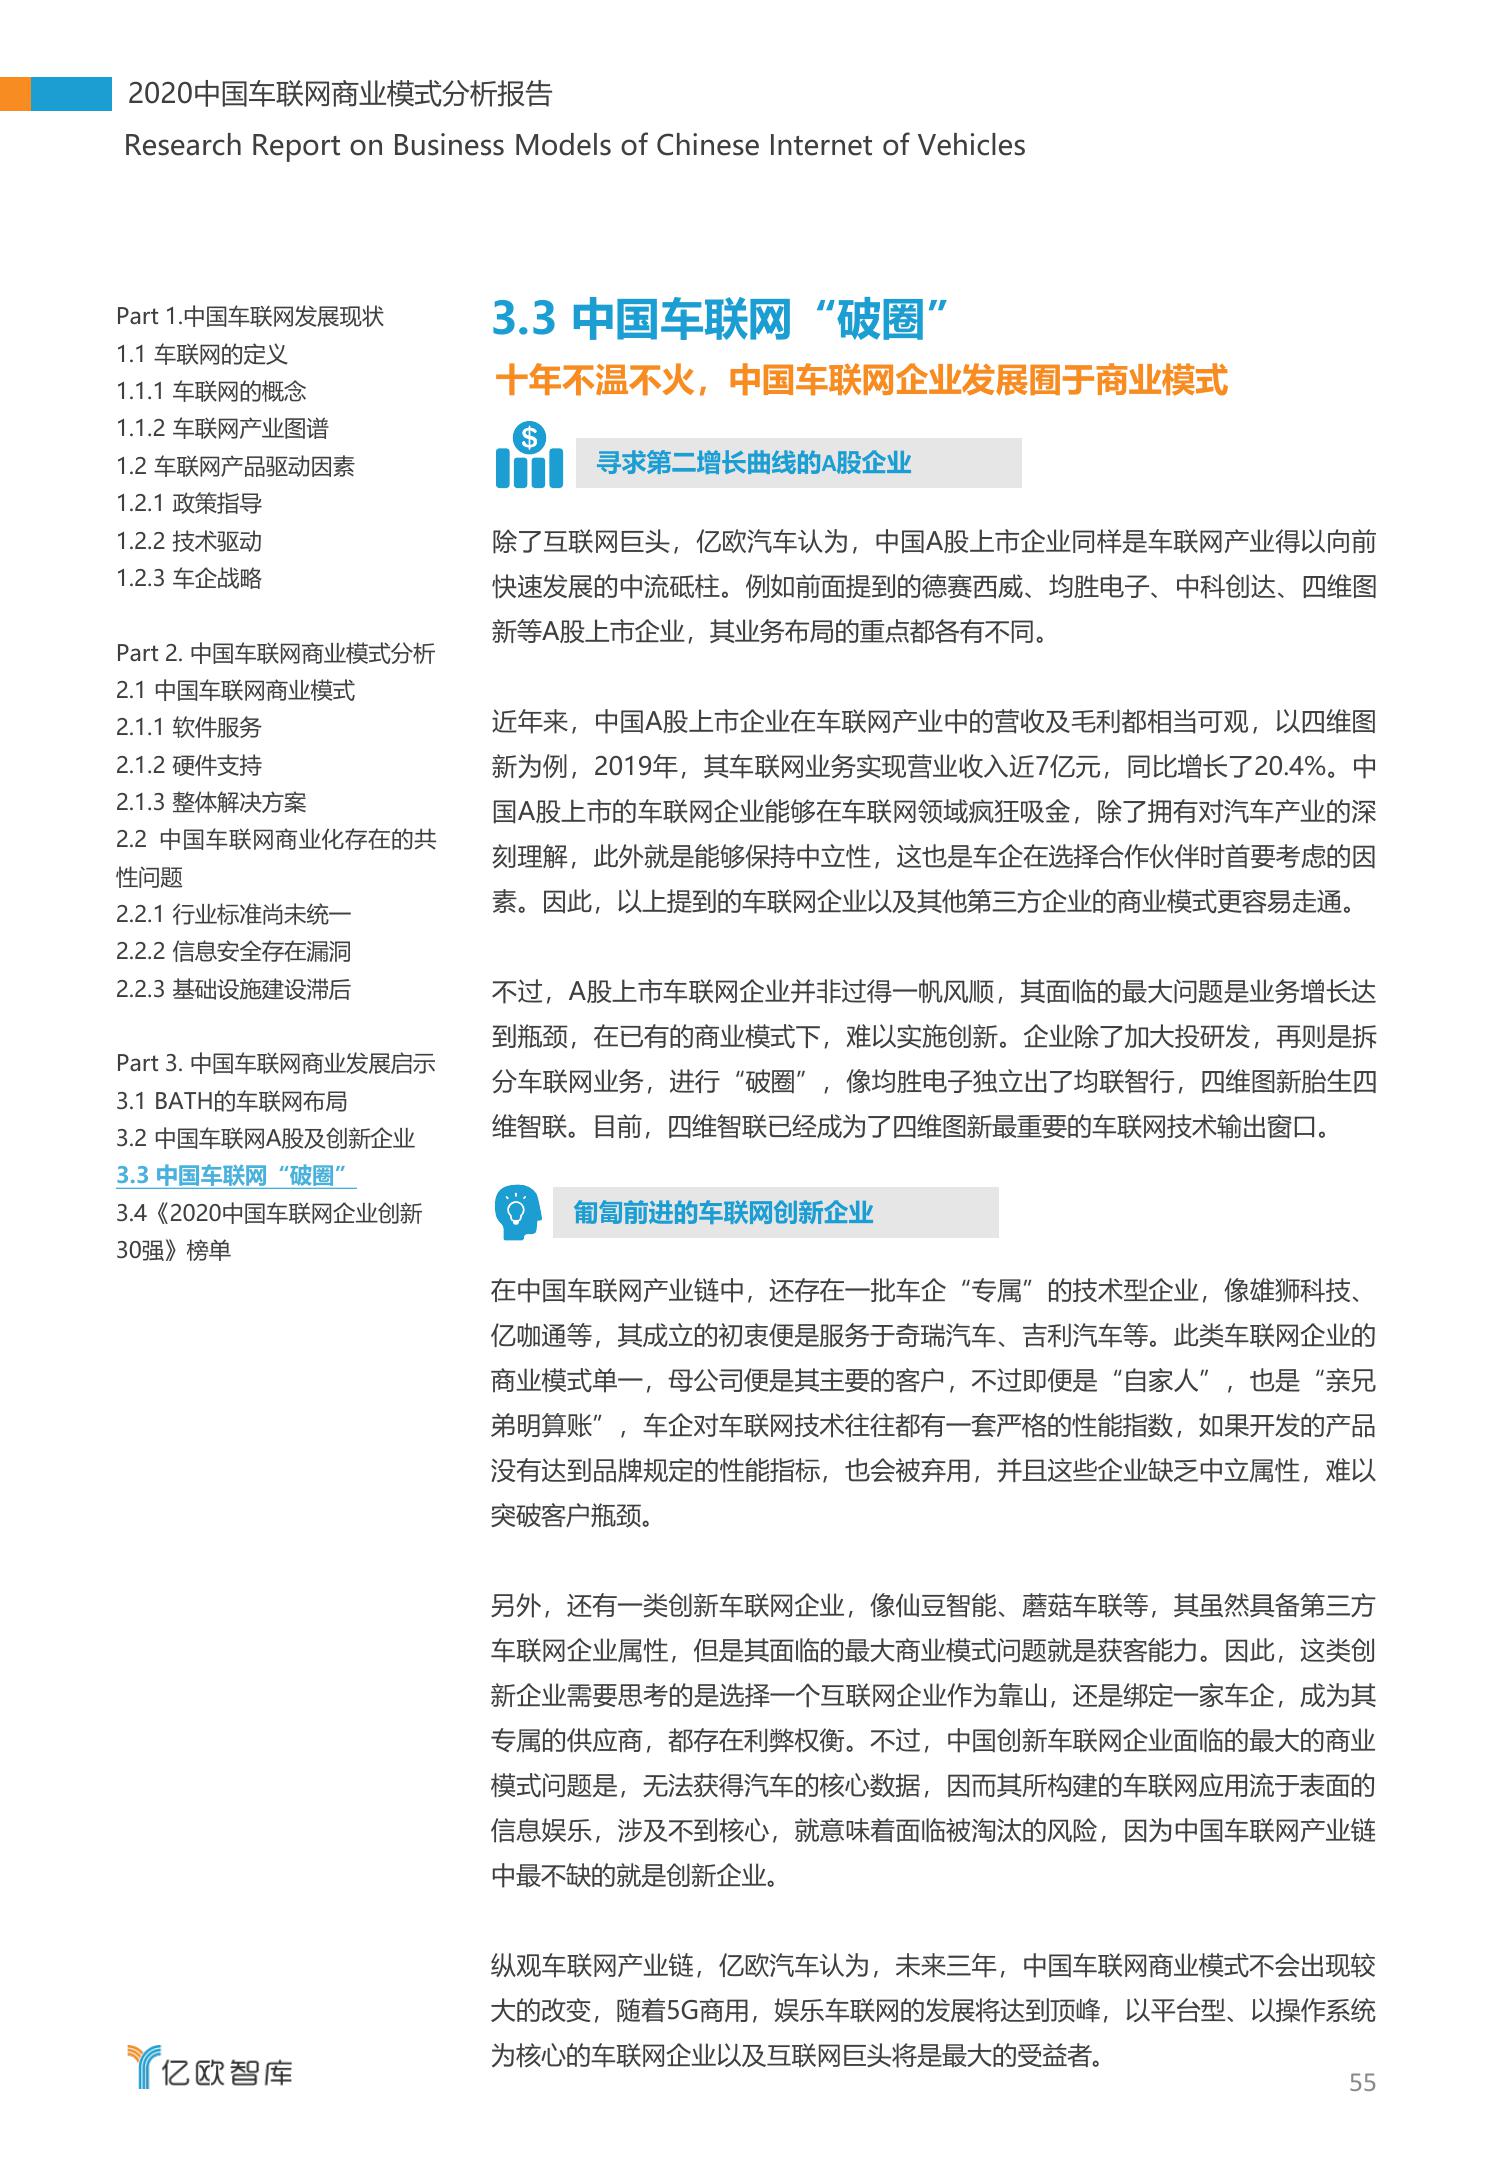 2020中国车联网商业模式分析报告
Research Report on Business Models of Chinese Internet of Vehicles
Part 1.中国车联网发展现状
1.1 车联网的定义
1.1.1 车联网的概念
1.1.2 车联网产业图谱
1.2 车联网产品驱动因素
1.2.1 政策指导
1.2.2 技术驱动
1.2.3 车企战略
Part 2. 中国车联网商业模式分析
2.1 中国车联网商业模式
2.1.1 软件服务
2.1.2 硬件支持
2.1.3 整体解决方案
2.2 中国车联网商业化存在的共
性问题
2.2.1 行业标准尚未统一
2.2.2 信息安全存在漏洞
2.2.3 基础设施建设滞后
Part 3. 中国车联网商业发展启示
3.1 BATH的车联网布局
3.2 中国车联网A股及创新企业
3.3 中国车联网“破圈”
3.4《2020中国车联网企业创新
30强》榜单
3.3 中国车联网“破圈”
十年不温不火，中国车联网企业发展囿于商业模式
$
寻求第二增长曲线的A股企业
除了互联网巨头，亿欧汽车认为，中国A股上市企业同样是车联网产业得以向前
快速发展的中流砥柱。例如前面提到的德赛西威、均胜电子、中科创达、四维图
新等A股上市企业，其业务布局的重点都各有不同。
近年来，中国A股上市企业在车联网产业中的营收及毛利都相当可观，以四维图
新为例，2019年，其车联网业务实现营业收入近7亿元，同比增长了20.4%。中
国A股上市的车联网企业能够在车联网领域疯狂吸金，除了拥有对汽车产业的深
刻理解，此外就是能够保持中立性，这也是车企在选择合作伙伴时首要考虑的因
素。因此，以上提到的车联网企业以及其他第三方企业的商业模式更容易走通。
不过，A股上市车联网企业并非过得一帆风顺，其面临的最大问题是业务增长达
到瓶颈，在已有的商业模式下，难以实施创新。企业除了加大投研发，再则是拆
分车联网业务，进行“破圈”，像均胜电子独立出了均联智行，四维图新胎生四
维智联。目前，四维智联已经成为了四维图新最重要的车联网技术输出窗口。
匍匐前进的车联网创新企业
在中国车联网产业链中，还存在一批车企“专属”的技术型企业，像雄狮科技、
亿咖通等，其成立的初衷便是服务于奇瑞汽车、吉利汽车等。此类车联网企业的
商业模式单一，母公司便是其主要的客户，不过即便是“自家人”，也是“亲兄
弟明算账”，车企对车联网技术往往都有一套严格的性能指数，如果开发的产品
没有达到品牌规定的性能指标，也会被弃用，并且这些企业缺乏中立属性，难以
突破客户瓶颈。
另外，还有一类创新车联网企业，像仙豆智能、蘑菇车联等，其虽然具备第三方
车联网企业属性，但是其面临的最大商业模式问题就是获客能力。因此，这类创
新企业需要思考的是选择一个互联网企业作为靠山，还是绑定一家车企，成为其
专属的供应商，都存在利弊权衡。不过，中国创新车联网企业面临的最大的商业
模式问题是，无法获得汽车的核心数据，因而其所构建的车联网应用流于表面的
信息娱乐，涉及不到核心，就意味着面临被淘汰的风险，因为中国车联网产业链
中最不缺的就是创新企业。
纵观车联网产业链，亿欧汽车认为，未来三年，中国车联网商业模式不会出现较
大的改变，随着5G商用，娱乐车联网的发展将达到顶峰，以平台型、以操作系统
为核心的车联网企业以及互联网巨头将是最大的受益者。
亿欧智库
55